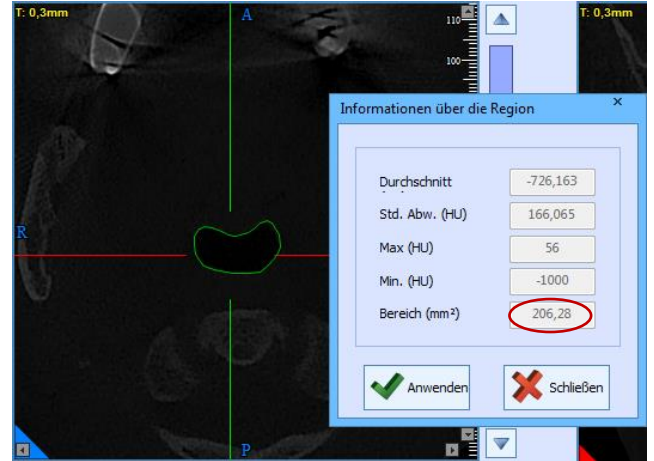 T: 0,3mm
A
110
T: 0,3mm
100
Informationen über die Region
×
Durchschnitt
-726,163
Std. Abw. (HU)
166,065
Max (HU)
56
R
Min. (HU)
-1000
Bereich (mm²)
206,28
Anwenden
Schließen
P